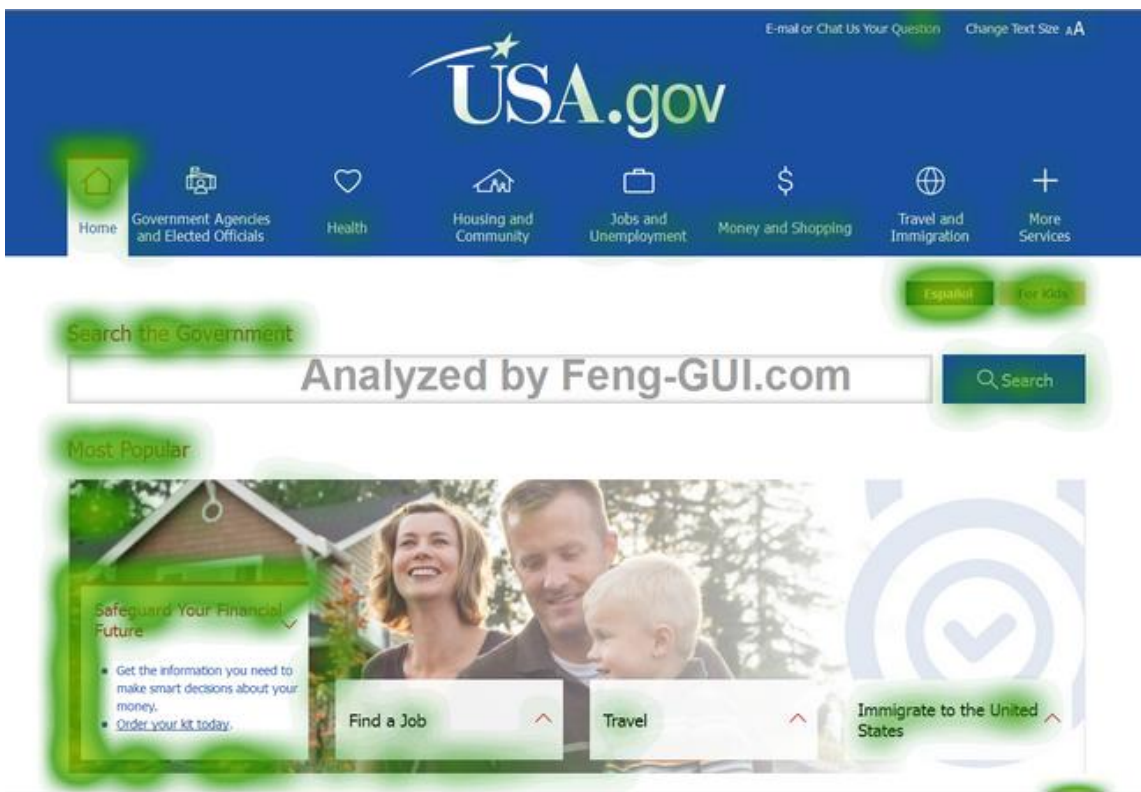 E-mail or Chat Us Your Question Change Text Size AA
USA.gov
Home
Government Agencies
and Elected Officials
Health
Housing and
Community
Jobs and
Unemployment
Money and Shopping
Travel and
Immigration
More
Services
Español For Kids
Search the Government
Analyzed by Feng-GUI.com
Search
Most Popular
Safeguard Your Financial
Future
Get the information you need to
make smart decisions about your
money.
Order your kit today.
Find a Job
Travel
Immigrate to the United
States